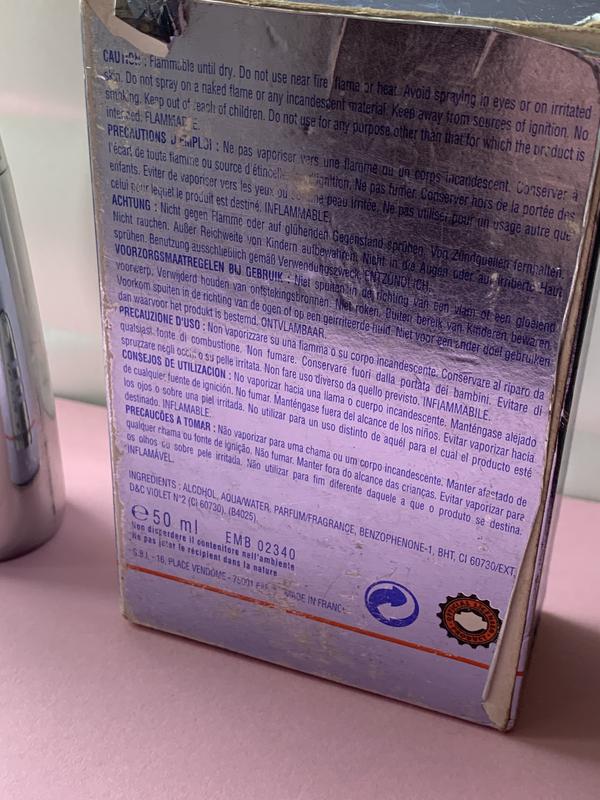 CAUTION : Flammable until dry. Do not use near fire, flame or heat. Avoid spraying in eyes or on irritated
skin. Do not spray on a naked flame or any incandescent material. Keep away from sources of ignition. No
smoking. Keep out of reach of children. Do not use for any purpose other than that for which the product is
intended. FLAMMABLE.
PRECAUTIONS D'EMPLOI : Ne pas vaporiser vers une flamme ou un corps incandescent. Conserver à
l'écart de toute flamme ou source d'étincelle d'ignition. Ne pas fumer. Conserver hors de la portée des
enfants. Eviter de vaporiser vers les yeux ou une peau irritée. Ne pas utiliser pour un usage autre que
celui pour lequel le produit est destiné. INFLAMMABLE.
ACHTUNG : Nicht gegen Flamme oder auf glühenden Gegenstand sprühen. Von Zündquellen fernhalten.
Nicht rauchen. Außer Reichweite von Kindern aufbewahren. Nicht in die Augen oder auf irritierte Haut
sprühen. Benutzung ausschließlich gemäß Verwendungszweck. ENTZÜNDLICH.
VOORZORGSMAATREGELEN BIJ GEBRUIK : Niet spuiten in de richting van een vlam of een gloeiend
voorwerp. Verwijderd houden van ontstekingsbronnen. Niet roken. Buiten bereik van kinderen bewaren.
Voorkom spuiten in de richting van de ogen of op een geïrriteerde huid. Niet voor een ander doel gebruiken
dan waarvoor het produkt is bestemd. ONTVLAMBAAR.
PRECAUZIONE D'USO : Non vaporizzare su una fiamma o su corpo incandescente. Conservare al riparo da
qualsiasi fonte di combustione. Non fumare. Conservare fuori dalla portata dei bambini. Evitare di
spruzzare negli occhi o su pelle irritata. Non fare uso diverso da quello previsto. INFIAMMABILE.
CONSEJOS DE UTILIZACION : No vaporizar hacia una llama o cuerpo incandescente. Manténgase alejado
de cualquier fuente de ignición. No fumar. Manténgase fuera del alcance de los niños. Evitar vaporizar hacia
los ojos o sobre una piel irritada. No utilizar para un uso distinto de aquél para el cual el producto esté
destinado. INFLAMABLE.
PRECAUCÕES A TOMAR : Não vaporizar para uma chama ou um corpo incandescente. Manter afastado de
qualquer chama ou fonte de ignição. Não fumar. Manter fora do alcance das crianças. Evitar vaporizar para
os olhos ou sobre pele irritada. Não utilizar para fim diferente daquele a que o produto se destina.
INFLAMÁVEL.
INGREDIENTS : ALCOHOL, AQUA/WATER, PARFUM/FRAGRANCE, BENZOPHENONE-1, BHT, CI 60730/EXT.
D&C VIOLET N°2 (CI 60730). (B4025)
℮ 50 ml EMB 02340
Non disperdere il contenitore nell'ambiente
Ne pas jeter le récipient dans la nature
16, PLACE VENDÔME - 75001 MADE IN FRANCE